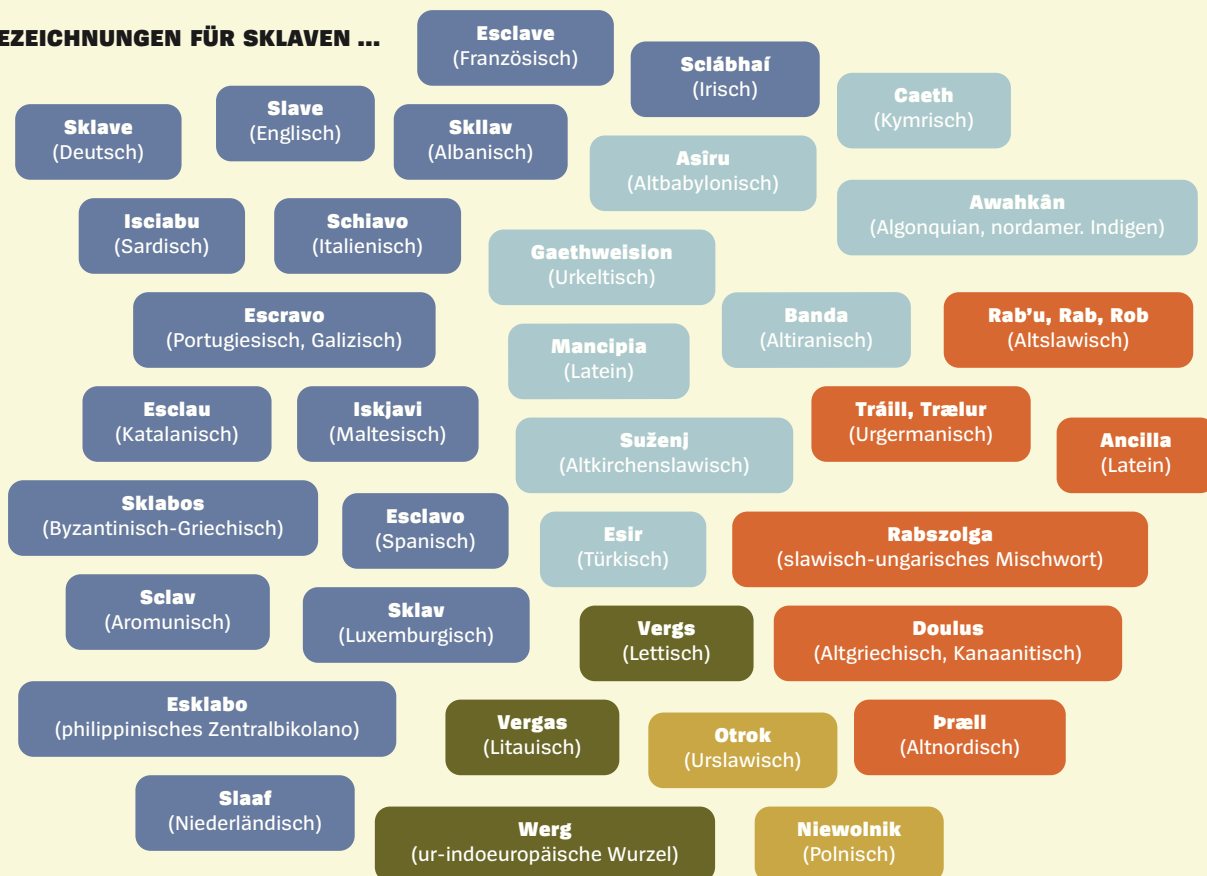 EZEICHNUNGEN FÜR SKLAVEN ...
Esclave
(Französisch)
Sclábhaí
(Irisch)
Caeth
(Kymrisch)
Slave
(Englisch)
Sklave
(Deutsch)
Skllav
(Albanisch)
Asîru
(Altbabylonisch)
Awahkân
(Algonquian, nordamer. Indigen)
Isciabu
(Sardisch)
Schiavo
(Italienisch)
Gaethweision
(Urkeltisch)
Escravo
(Portugiesisch, Galizisch)
Banda
(Altiranisch)
Rab’u, Rab, Rob
(Altslawisch)
Mancipia
(Latein)
Esclau
(Katalanisch)
Iskjavi
(Maltesisch)
Tráill, Trælur
(Urgermanisch)
Suženj
(Altkirchenslawisch)
Ancilla
(Latein)
Sklabos
(Byzantinisch-Griechisch)
Esclavo
(Spanisch)
Esir
(Türkisch)
Rabszolga
(slawisch-ungarisches Mischwort)
Sclav
(Aromunisch)
Sklav
(Luxemburgisch)
Vergs
(Lettisch)
Doulus
(Altgriechisch, Kanaanitisch)
Esklabo
(philippinisches Zentralbikolano)
Vergas
(Litauisch)
Otrok
(Urslawisch)
Þræll
(Altnordisch)
Slaaf
(Niederländisch)
Werg
(ur-indoeuropäische Wurzel)
Niewolnik
(Polnisch)